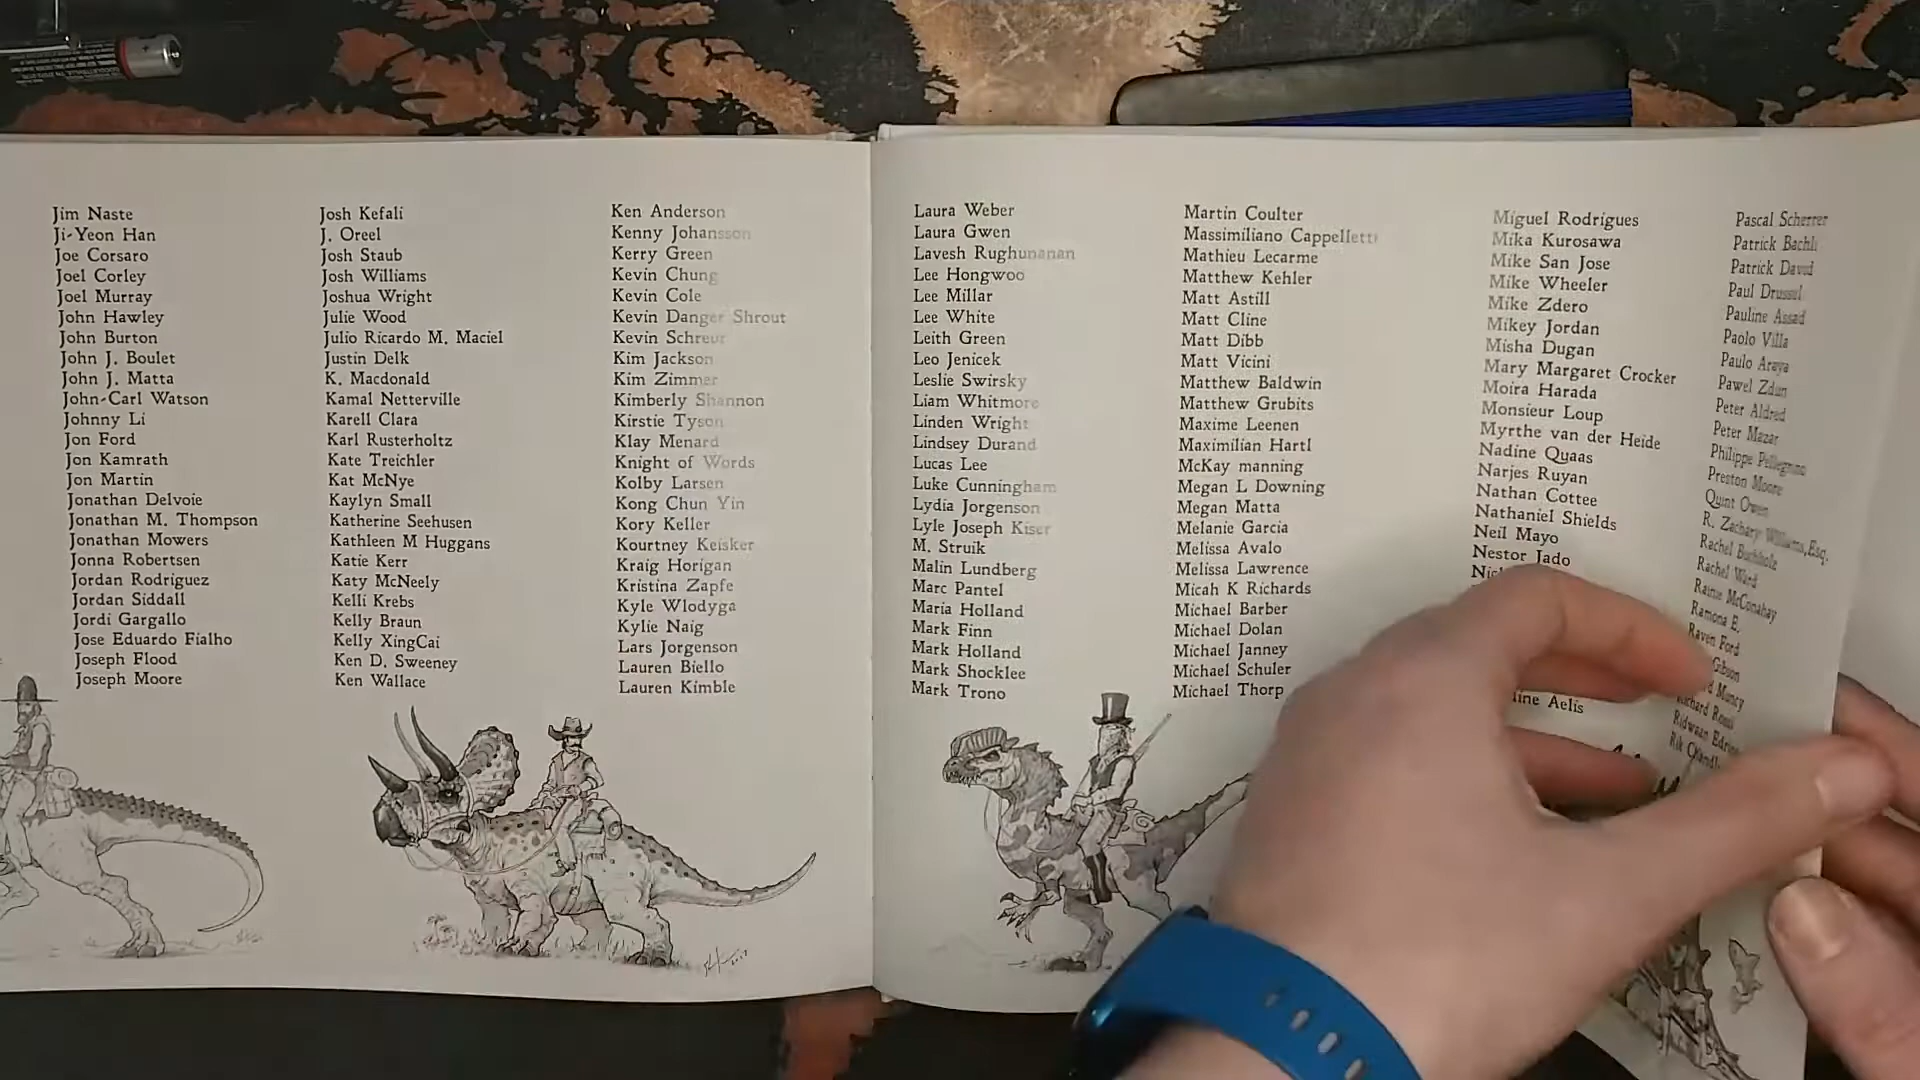 Jim Naste
Ji-Yeon Han
Joe Corsaro
Joel Corley
Joel Murray
John Hawley
John Burton
John J. Boulet
John J. Matta
John-Carl Watson
Johnny Li
Jon Ford
Jon Kamrath
Jon Martin
Jonathan Delvoie
Jonathan M. Thompson
Jonathan Mowers
Jonna Robertsen
Jordan Rodriguez
Jordan Siddall
Jordi Gargallo
Jose Eduardo Fialho
Joseph Flood
Joseph Moore
Josh Kefali
J. Oreel
Josh Staub
Josh Williams
Joshua Wright
Julie Wood
Julio Ricardo M. Maciel
Justin Delk
K. Macdonald
Kamal Netterville
Karell Clara
Karl Rusterholtz
Kate Treichler
Kat McNye
Kaylyn Small
Katherine Seehusen
Kathleen M Huggans
Katie Kerr
Katy McNeely
Kelli Krebs
Kelly Braun
Kelly XingCai
Ken D. Sweeney
Ken Wallace
Ken Anderson
Kenny Johansson
Kerry Green
Kevin Chung
Kevin Cole
Kevin Danger Shrout
Kevin Schreur
Kim Jackson
Kim Zimmer
Kimberly Shannon
Kirstie Tyson
Klay Menard
Knight of Words
Kolby Larsen
Kong Chun Yin
Kory Keller
Kourtney Keisker
Kraig Horigan
Kristina Zapfe
Kyle Wlodyga
Kylie Naig
Lars Jorgenson
Lauren Biello
Lauren Kimble
Laura Weber
Laura Gwen
Lavesh Rughunanan
Lee Hongwoo
Lee Millar
Lee White
Leith Green
Leo Jenicek
Leslie Swirsky
Liam Whitmore
Linden Wright
Lindsey Durand
Lucas Lee
Luke Cunningham
Lydia Jorgenson
Lyle Joseph Kiser
M. Struik
Malin Lundberg
Marc Pantel
Maria Holland
Mark Finn
Mark Holland
Mark Shocklee
Mark Trono
Martin Coulter
Massimiliano Cappelletti
Mathieu Lecarme
Matthew Kehler
Matt Astill
Matt Cline
Matt Dibb
Matt Vicini
Matthew Baldwin
Matthew Grubits
Maxime Leenen
Maximilian Hartl
McKay manning
Megan L Downing
Megan Matta
Melanie Garcia
Melissa Avalo
Melissa Lawrence
Micah K Richards
Michael Barber
Michael Dolan
Michael Janney
Michael Schuler
Michael Thorp
Miguel Rodrigues
Mika Kurosawa
Mike San Jose
Mike Wheeler
Mike Zdero
Mikey Jordan
Misha Dugan
Mary Margaret Crocker
Moira Harada
Monsieur Loup
Myrthe van der Heide
Nadine Quaas
Narjes Ruyan
Nathan Cottee
Nathaniel Shields
Neil Mayo
Nestor Jado
Aelis
Pascal Scherrer
Patrick Bachli
Patrick David
Paul Drussel
Pauline Assad
Paolo Villa
Paulo Araya
Pawel Zdun
Peter Aldred
Peter Mazar
Philippe Pellegrino
Preston Moore
Quint Owen
R. Zachary Williams, Esq.
Rachel Buchholz
Rachel Ward
Rainie McConahay
Ramona E.
Raven Ford
Gibson
Muncy
Richard Rossi
Ridwaan
Rik
2017